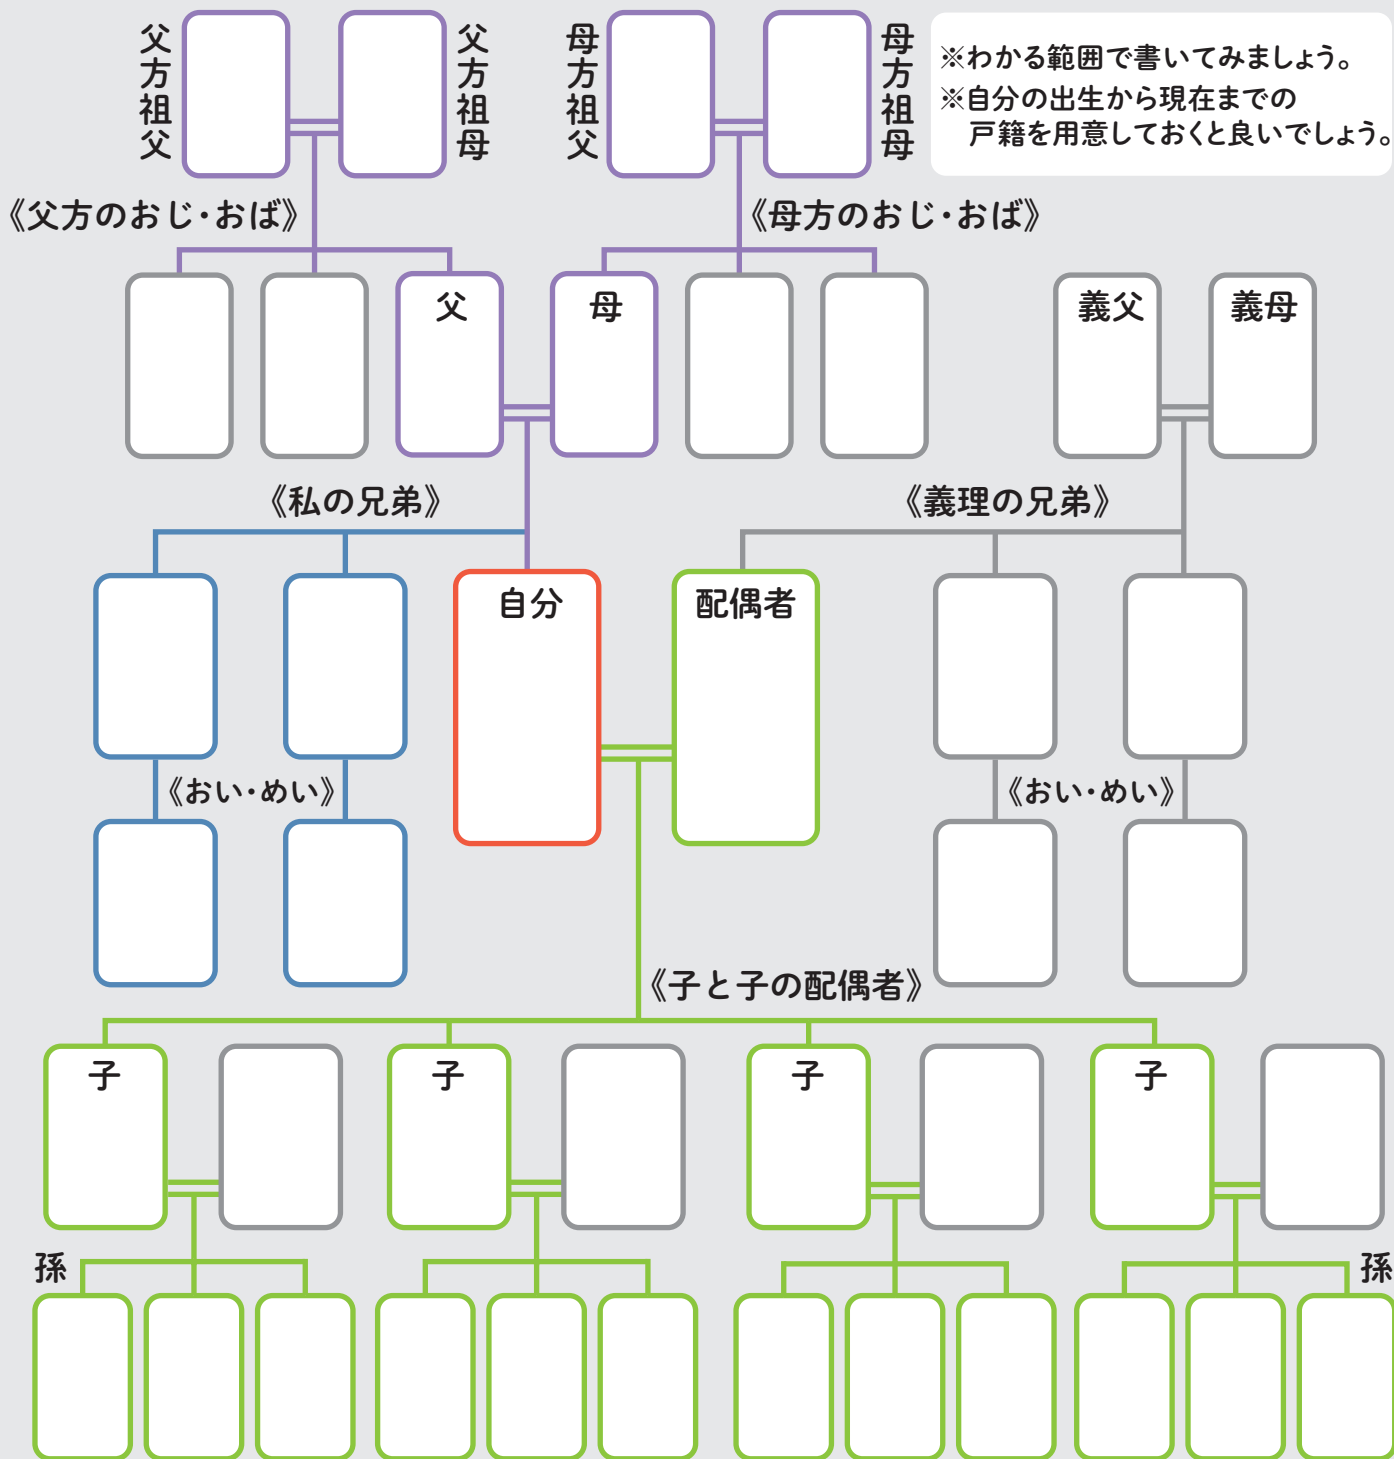 父方祖父
父方祖母
母方祖父
母方祖母
※わかる範囲で書いてみましょう。
※自分の出生から現在までの
戸籍を用意しておくと良いでしょう。
《父方のおじ・おば》
《母方のおじ・おば》
父
母
義父
義母
《私の兄弟》
《義理の兄弟》
自分
配偶者
《おい・めい》
《おい・めい》
《子と子の配偶者》
子
子
子
子
孫
孫